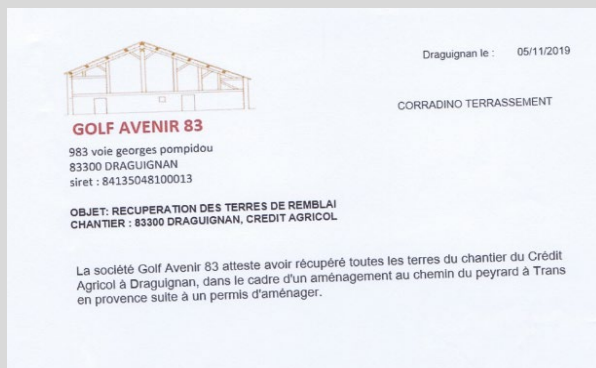 Draguignan le : 05/11/2019
CORRADINO TERRASSEMENT
GOLF AVENIR 83
983 voie georges pompidou
83300 DRAGUIGNAN
siret : 84135048100013
OBJET: RECUPERATION DES TERRES DE REMBLAI
CHANTIER : 83300 DRAGUIGNAN, CREDIT AGRICOL
La société Golf Avenir 83 atteste avoir récupéré toutes les terres du chantier du Crédit
Agricol à Draguignan, dans le cadre d'un aménagement au chemin du peyrard à Trans
en provence suite à un permis d'aménager.